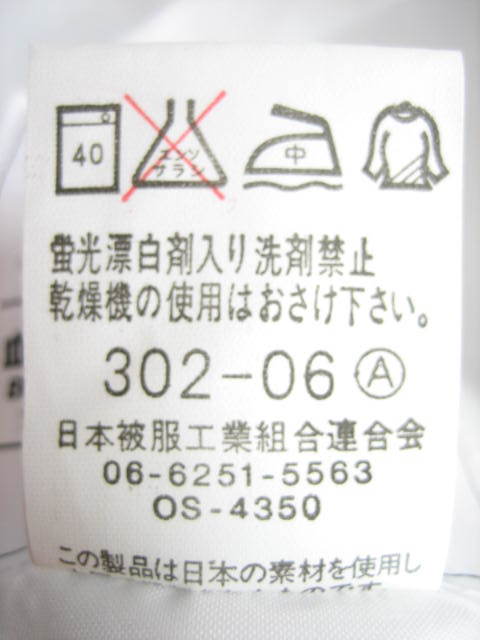 40
エンソ
サラシ
中
蛍光漂白剤入り洗剤禁止
乾燥機の使用はおさけ下さい。
302-06 Ⓐ
日本被服工業組合連合会
06-6251-5563
OS-4350
この製品は日本の素材を使用し